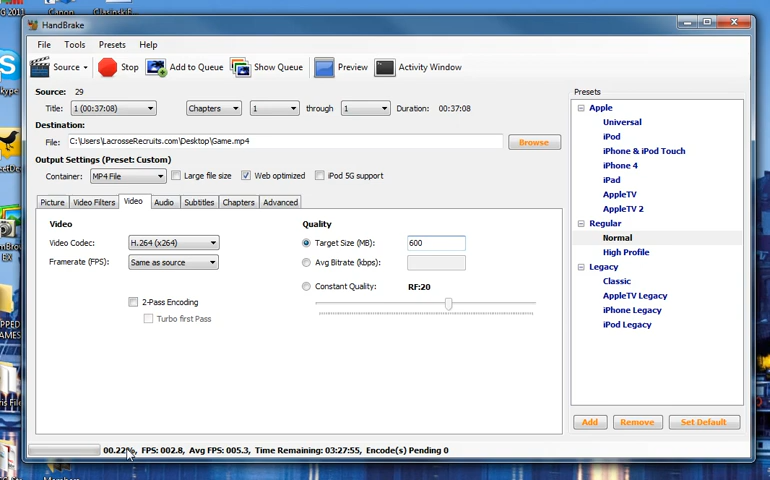 HandBrake
File Tools Presets Help
Source Stop Add to Queue Show Queue Preview Activity Window
Source: 29
Title: 1 (00:37:08) Chapters 1 through 1 Duration: 00:37:08
Destination:
File: C:\Users\LacrosseRecruits.com\Desktop\Game.mp4 Browse
Output Settings (Preset: Custom)
Container: MP4 File Large file size Web optimized iPod 5G support
Picture Video Filters Video Audio Subtitles Chapters Advanced
Video
Video Codec: H.264 (x264)
Framerate (FPS): Same as source
2-Pass Encoding
Turbo first Pass
Quality
Target Size (MB): 600
Avg Bitrate (kbps):
Constant Quality: RF:20
Presets
Apple
Universal
iPod
iPhone & iPod Touch
iPhone 4
iPad
AppleTV
AppleTV 2
Regular
Normal
High Profile
Legacy
Classic
AppleTV Legacy
iPhone Legacy
iPod Legacy
Add Remove Set Default
00.22%, FPS: 002.8, Avg FPS: 005.3, Time Remaining: 03:27:55, Encode(s) Pending 0